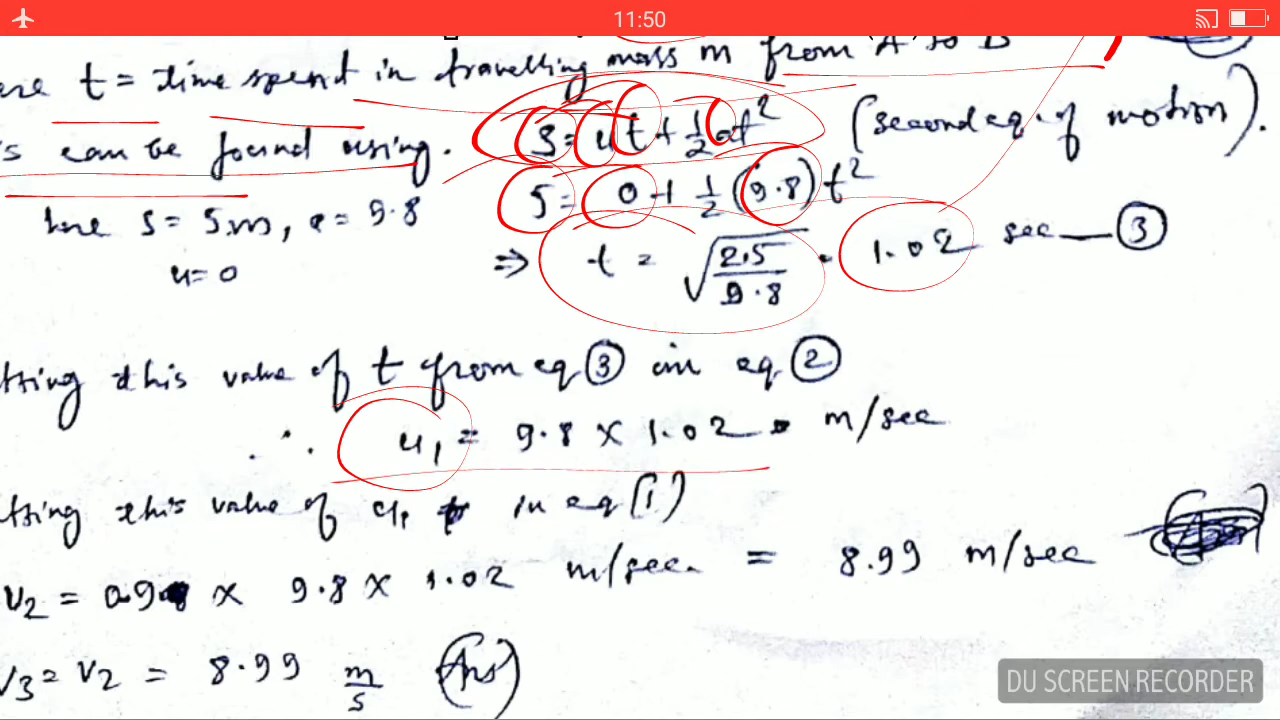 11:50
t = time spent in travelling mass m from 'A' to B
can be found using. S = ut + 1/2 at² (second eq. of motion).
5 = 0 + 1/2 (9.8) t²
here S = 5m, a = 9.8
u = 0
⇒ t = √(2.5/9.8) · 1.02 sec — ③
this value of t from eq ③ in eq ②
∴ u₁ = 9.8 × 1.02 m/sec
this value of u₁ in eq (1)
V₂ = 0.9 × 9.8 × 1.02 m/sec. = 8.99 m/sec
V₃ = V₂ = 8.99 m/s (Ans)
DU SCREEN RECORDER